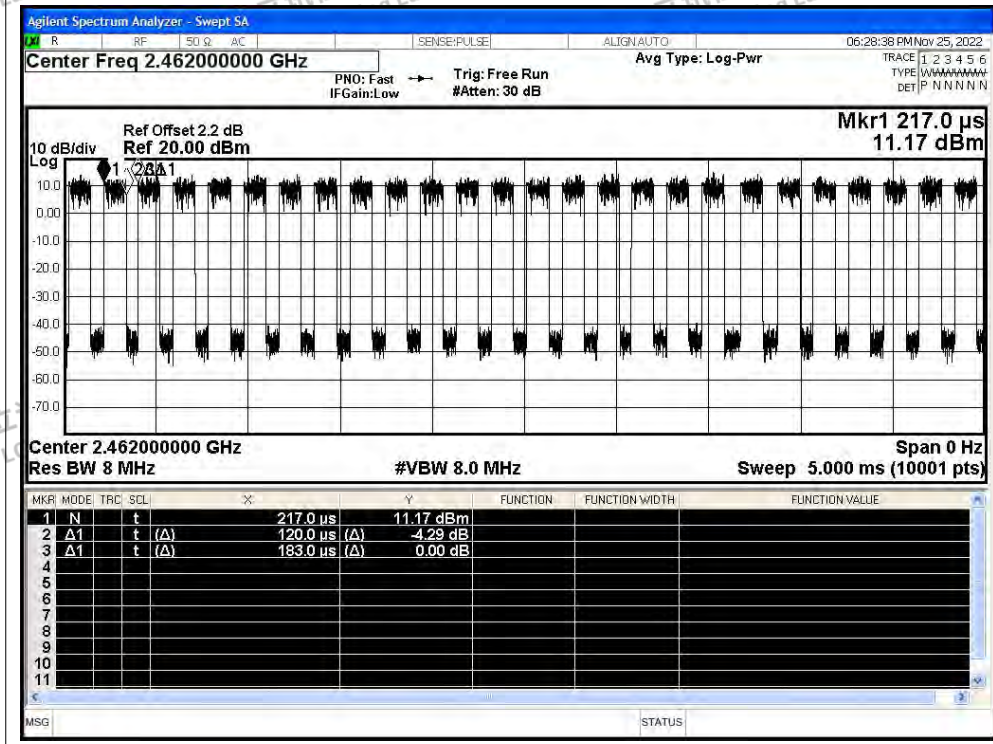 Agilent Spectrum Analyzer - Swept SA
LXI R RF 50 Ω AC SENSE:PULSE ALIGN AUTO 06:28:38 PM Nov 25, 2022
Center Freq 2.462000000 GHz Avg Type: Log-Pwr TRACE 1 2 3 4 5 6
PNO: Fast Trig: Free Run TYPE WWWWWW
IFGain:Low #Atten: 30 dB DET P N N N N N
Mkr1 217.0 µs
Ref Offset 2.2 dB
10 dB/div Ref 20.00 dBm 11.17 dBm
Log
1 2Δ1 3Δ1
10.0
0.00
-10.0
-20.0
-30.0
-40.0
-50.0
-60.0
-70.0
Center 2.462000000 GHz Span 0 Hz
Res BW 8 MHz #VBW 8.0 MHz Sweep 5.000 ms (10001 pts)
MKR MODE TRC SCL X Y FUNCTION FUNCTION WIDTH FUNCTION VALUE
1 N t 217.0 µs 11.17 dBm
2 Δ1 t (Δ) 120.0 µs (Δ) -4.29 dB
3 Δ1 t (Δ) 183.0 µs (Δ) 0.00 dB
4
5
6
7
8
9
10
11
MSG STATUS